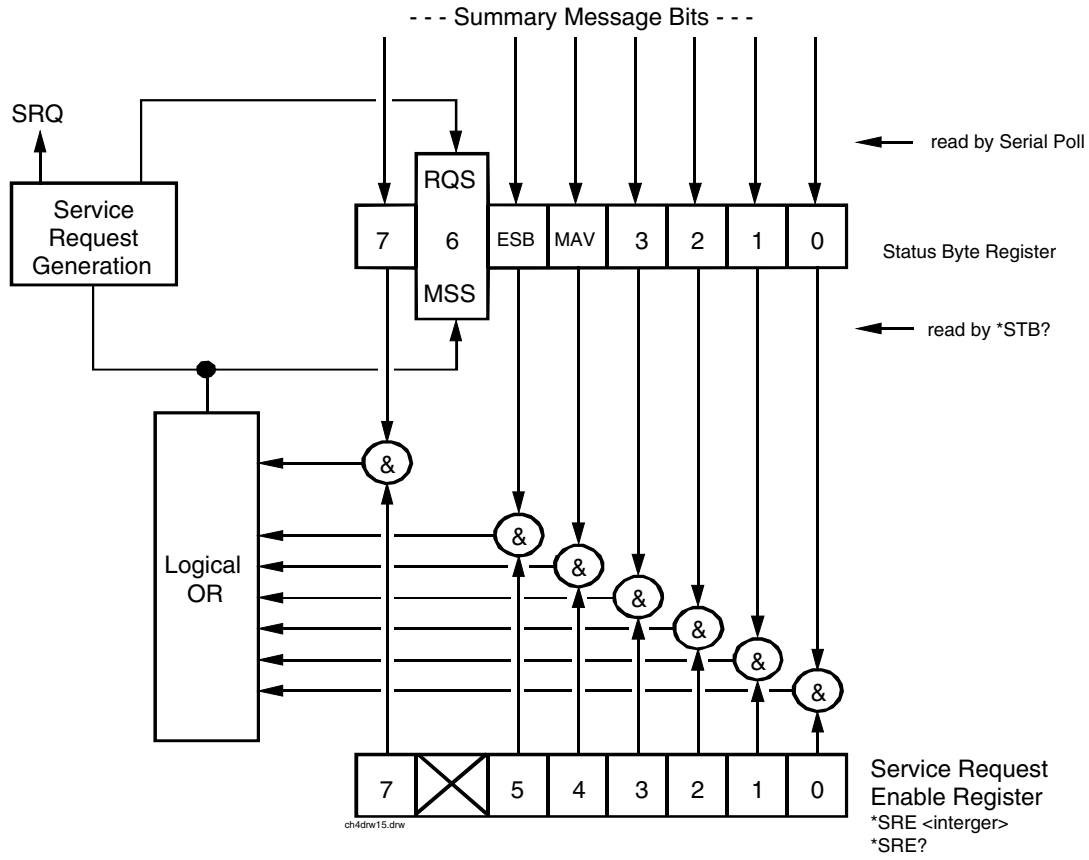 - - - Summary Message Bits - - -
SRQ
read by Serial Poll
RQS
Service
Request
Generation
7 6 ESB MAV 3 2 1 0
Status Byte Register
MSS
read by *STB?
&
&
Logical
OR
&
&
&
&
&
7 5 4 3 2 1 0
Service Request
Enable Register
*SRE <interger>
*SRE?
ch4drw15.drw